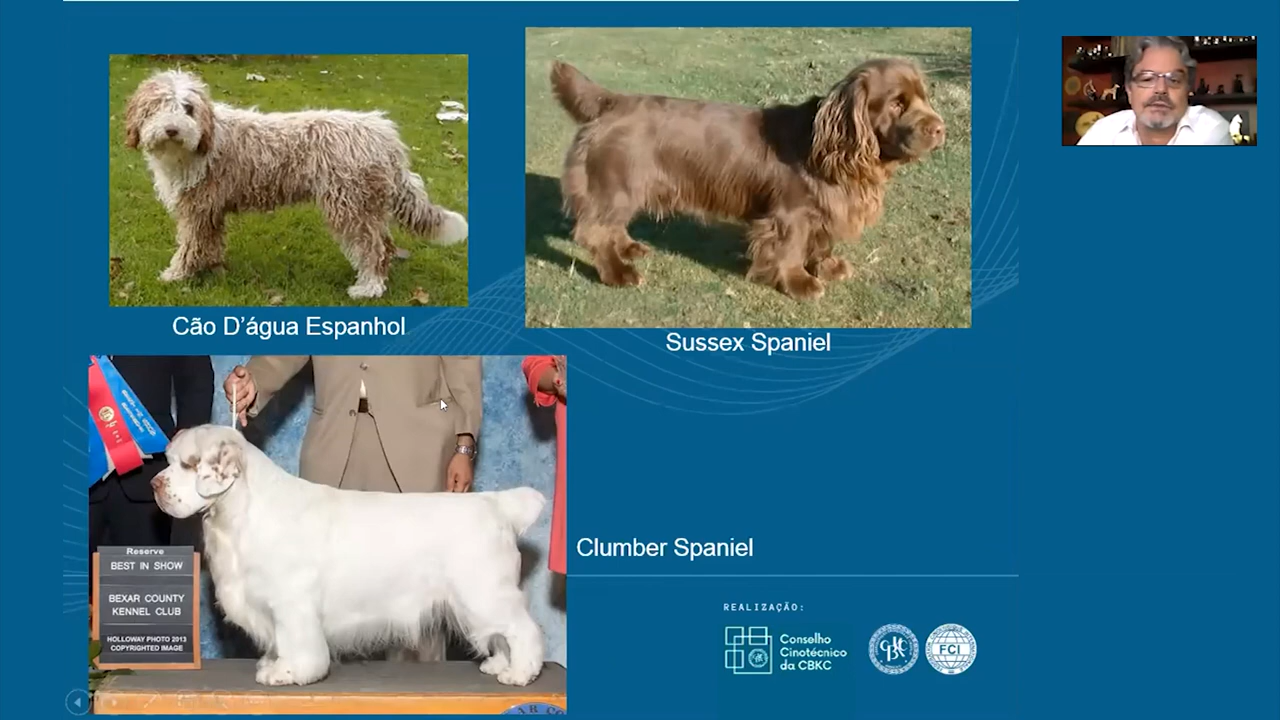 Cão D'água Espanhol
Sussex Spaniel
Reserve
BEST IN SHOW
BEXAR COUNTY
KENNEL CLUB
HOLLOWAY PHOTO 2013
COPYRIGHTED IMAGE
Clumber Spaniel
REALIZAÇÃO:
Conselho
Cinotécnico
da CBKC
FCI